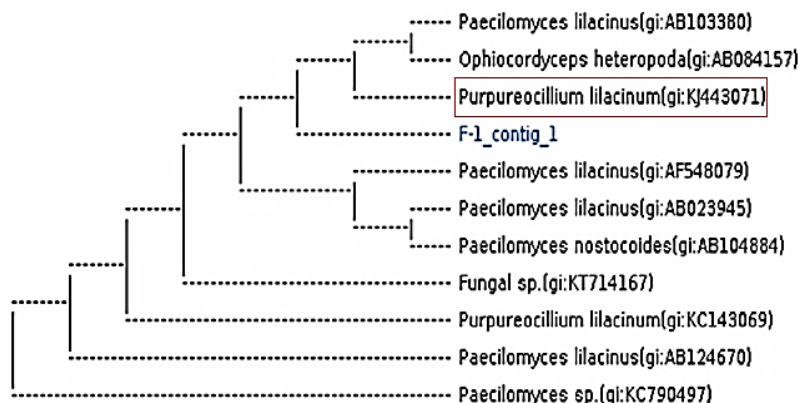 Paecilomyces lilacinus(gi:AB103380)
Ophiocordyceps heteropoda(gi:AB084157)
Purpureocillium lilacinum(gi:KJ443071)
F-1_contig_1
Paecilomyces lilacinus(gi:AF548079)
Paecilomyces lilacinus(gi:AB023945)
Paecilomyces nostocoides(gi:AB104884)
Fungal sp.(gi:KT714167)
Purpureocillium lilacinum(gi:KC143069)
Paecilomyces lilacinus(gi:AB124670)
Paecilomyces sp.(gi:KC790497)